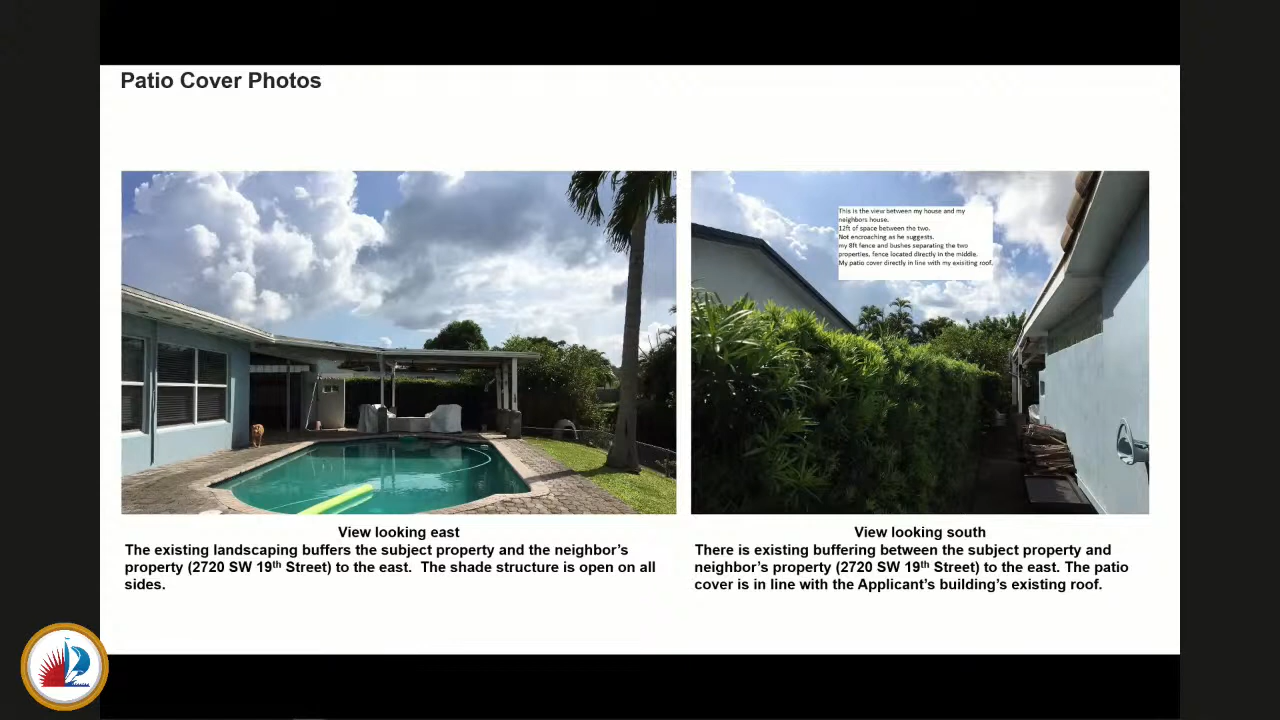 Patio Cover Photos
This is the view between my house and my
neighbors house.
12ft of space between the two.
Not encroaching as he suggests.
my 8ft fence and bushes separating the two
properties, fence located directly in the middle.
My patio cover directly in line with my exisiting roof.
View looking east
The existing landscaping buffers the subject property and the neighbor's
property (2720 SW 19th Street) to the east.  The shade structure is open on all
sides.
View looking south
There is existing buffering between the subject property and
neighbor's property (2720 SW 19th Street) to the east. The patio
cover is in line with the Applicant's building's existing roof.